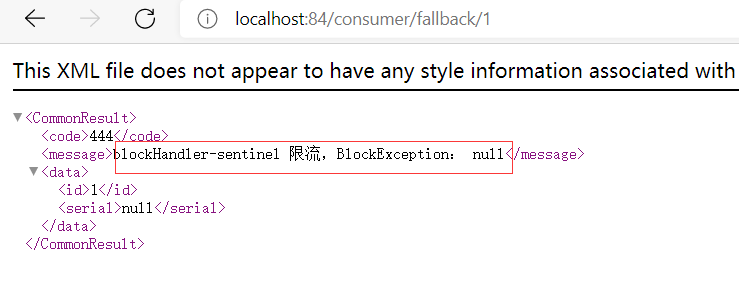 localhost:84/consumer/fallback/1
This XML file does not appear to have any style information associated with
<CommonResult>
<code>444</code>
<message>blockHandler-sentinel 限流，BlockException： null</message>
<data>
<id>1</id>
<serial>null</serial>
</data>
</CommonResult>